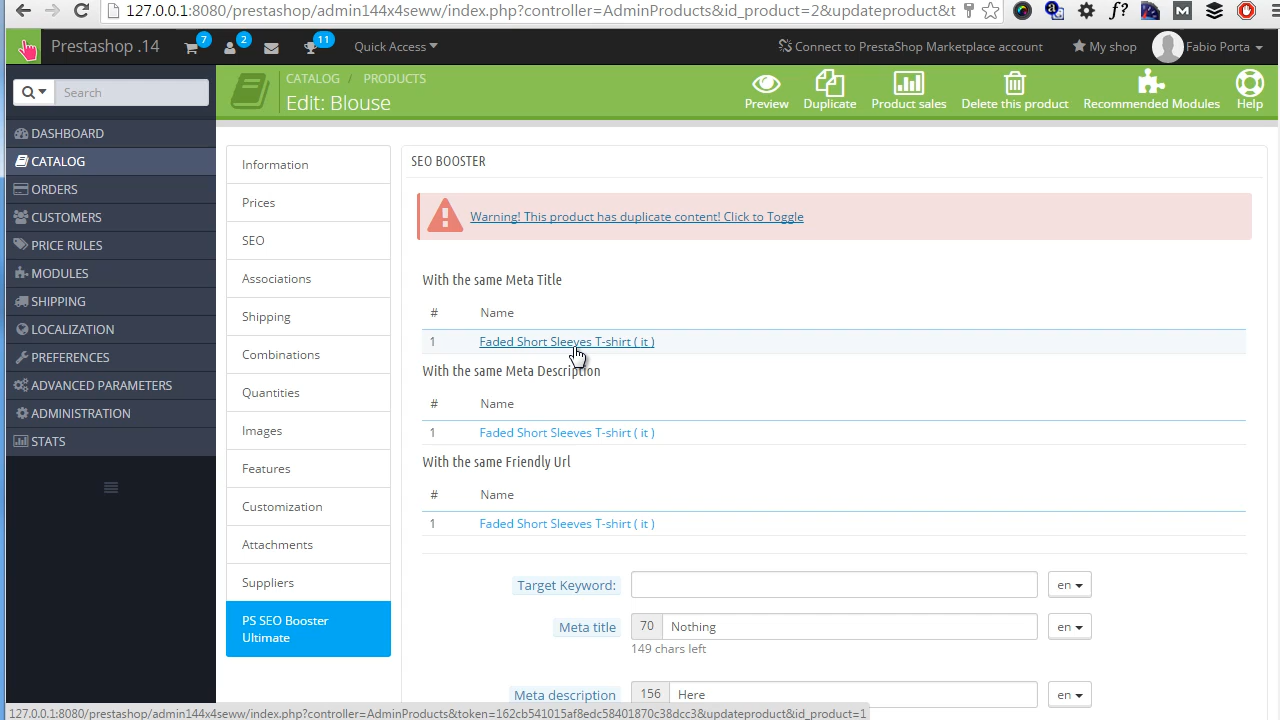 127.0.0.1:8080/prestashop/admin144x4seww/index.php?controller=AdminProducts&id_product=2&updateproduct&t
Prestashop .14 7 2 11 Quick Access Connect to PrestaShop Marketplace account My shop Fabio Porta
Search
CATALOG / PRODUCTS
Edit: Blouse
Preview Duplicate Product sales Delete this product Recommended Modules Help
DASHBOARD
CATALOG
ORDERS
CUSTOMERS
PRICE RULES
MODULES
SHIPPING
LOCALIZATION
PREFERENCES
ADVANCED PARAMETERS
ADMINISTRATION
STATS
Information
Prices
SEO
Associations
Shipping
Combinations
Quantities
Images
Features
Customization
Attachments
Suppliers
PS SEO Booster
Ultimate
SEO BOOSTER
Warning! This product has duplicate content! Click to Toggle
With the same Meta Title
# Name
1 Faded Short Sleeves T-shirt ( it )
With the same Meta Description
# Name
1 Faded Short Sleeves T-shirt ( it )
With the same Friendly Url
# Name
1 Faded Short Sleeves T-shirt ( it )
Target Keyword: en
Meta title 70 Nothing en
149 chars left
Meta description 156 Here en
127.0.0.1:8080/prestashop/admin144x4seww/index.php?controller=AdminProducts&token=162cb541015af8edc58401870c38dcc3&updateproduct&id_product=1